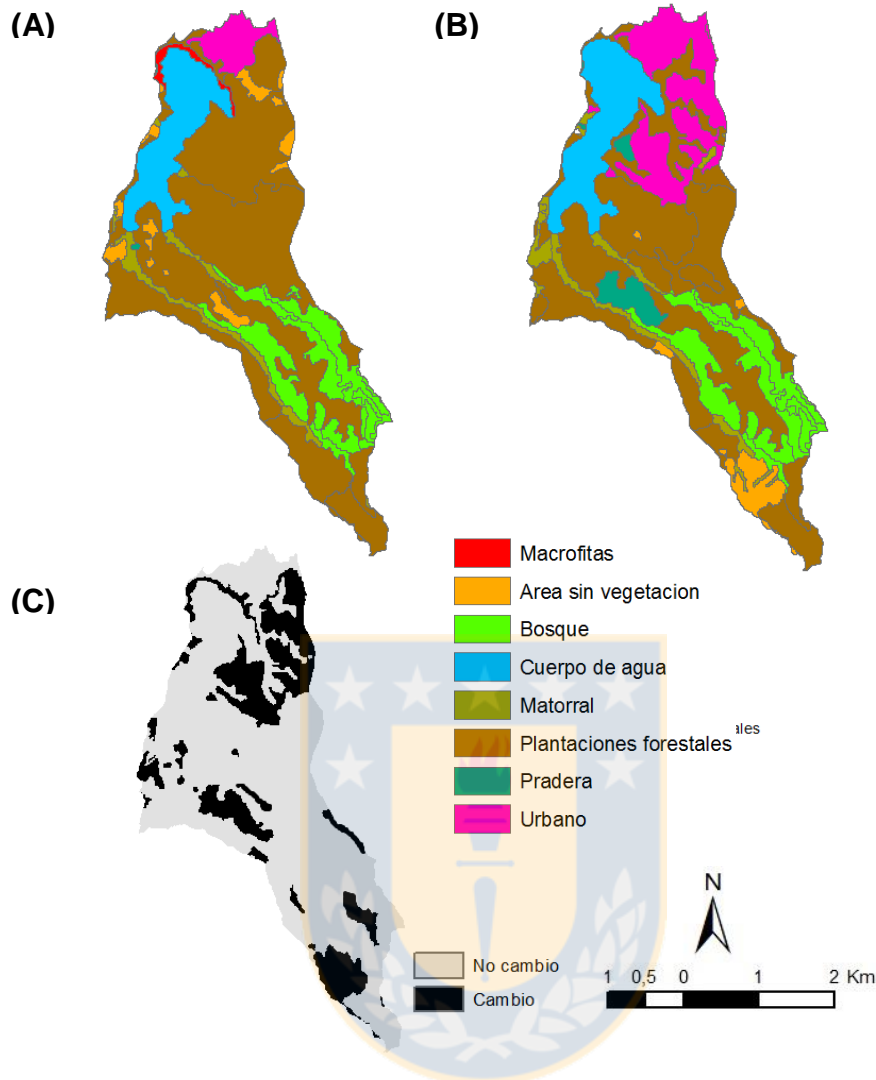 (A)
(B)
(C)
Macrofitas
Area sin vegetacion
Bosque
Cuerpo de agua
Matorral
Plantaciones forestales
ales
Pradera
Urbano
No cambio
Cambio
N
1 0,5 0 1 2 Km